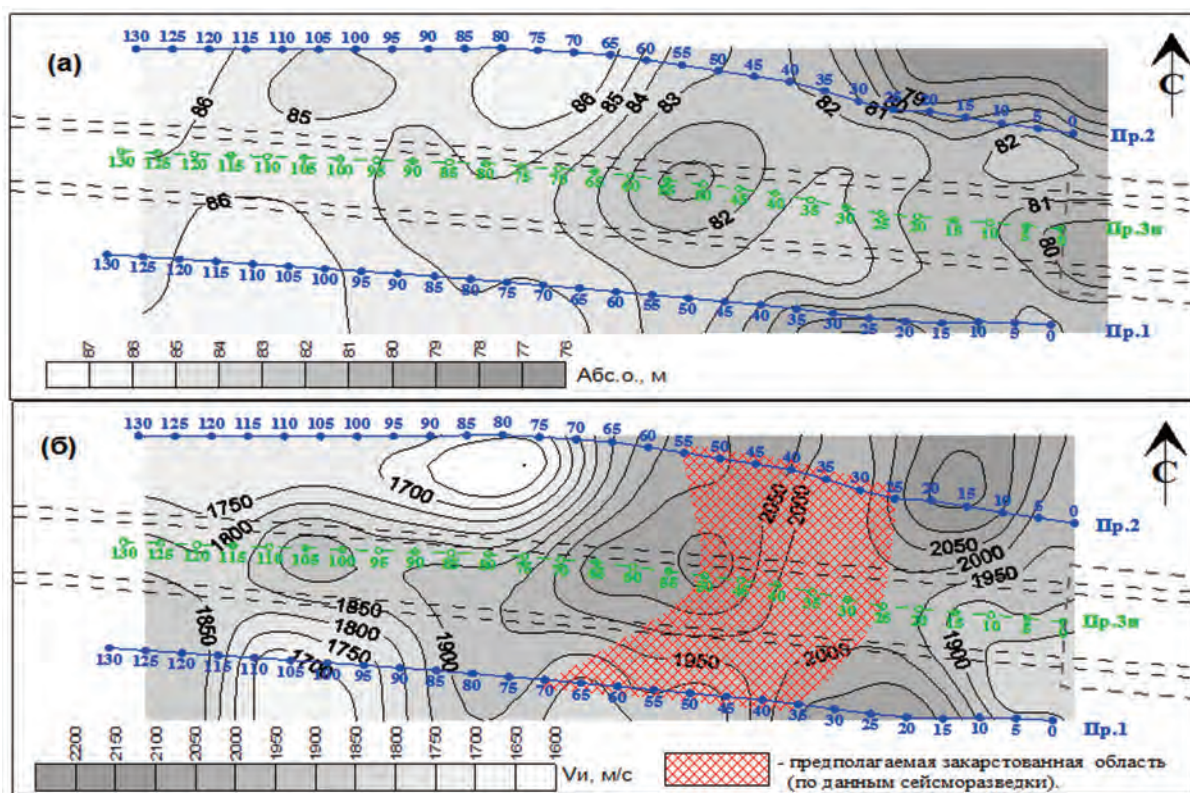 (а)
130 125 120 115 110 105 100 95 90 85 80 75 70 65 60 55 50 45 40 35 30 25 20 15 10 5 0
Пр.2
С
86 85 86 85 84 83 82 81 80 79 82
130 125 120 115 110 105 100 95 90 85 80 75 70 65 60 55 50 45 40 35 30 25 20 15 10 5 0
Пр.3н
86 82 81 80
130 125 120 115 110 105 100 95 90 85 80 75 70 65 60 55 50 45 40 35 30 25 20 15 10 5 0
Пр.1
87 86 85 84 83 82 81 80 79 78 77 76
Абс.о., м
(б)
130 125 120 115 110 105 100 95 90 85 80 75 70 65 60 55 50 45 40 35 30 25 20 15 10 5 0
Пр.2
С
1700 1750 1800 2050 2000 2050 2000 1950
130 125 120 115 110 105 100 95 90 85 80 75 70 65 60 55 50 45 40 35 30 25 20 15 10 5 0
Пр.3н
1850 1850 1800 1750 1700 1900 1950 2000 1900
130 125 120 115 110 105 100 95 90 85 80 75 70 65 60 55 50 45 40 35 30 25 20 15 10 5 0
Пр.1
2200 2150 2100 2050 2000 1950 1900 1850 1800 1750 1700 1650 1600
Vи, м/с
- предполагаемая закарстованная область
(по данным сейсморазведки).